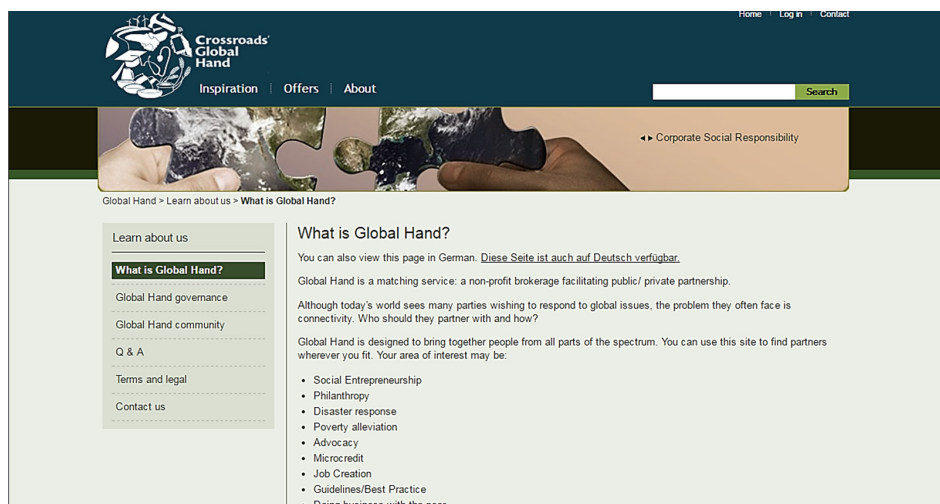 Home | Log in | Contact
Crossroads'
Global
Hand
Inspiration | Offers | About
Search
Corporate Social Responsibility
Global Hand > Learn about us > What is Global Hand?
Learn about us
What is Global Hand?
Global Hand governance
Global Hand community
Q & A
Terms and legal
Contact us
What is Global Hand?
You can also view this page in German. Diese Seite ist auch auf Deutsch verfügbar.
Global Hand is a matching service: a non-profit brokerage facilitating public/ private partnership.
Although today's world sees many parties wishing to respond to global issues, the problem they often face is
connectivity. Who should they partner with and how?
Global Hand is designed to bring together people from all parts of the spectrum. You can use this site to find partners
wherever you fit. Your area of interest may be:
• Social Entrepreneurship
• Philanthropy
• Disaster response
• Poverty alleviation
• Advocacy
• Microcredit
• Job Creation
• Guidelines/Best Practice
• Doing business with the poor